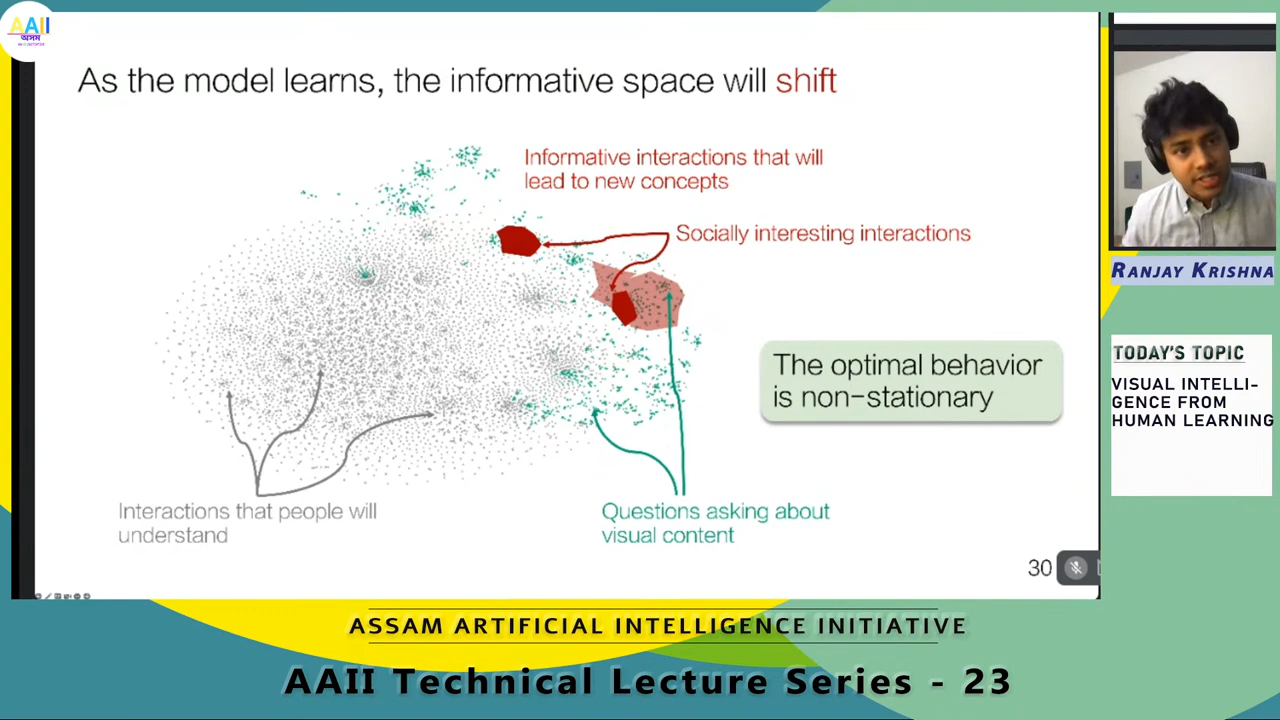 AAII
অসম
As the model learns, the informative space will shift
Informative interactions that will
lead to new concepts
Socially interesting interactions
The optimal behavior
is non-stationary
Interactions that people will
understand
Questions asking about
visual content
30
RANJAY KRISHNA
TODAY'S TOPIC
VISUAL INTELLI-
GENCE FROM
HUMAN LEARNING
ASSAM ARTIFICIAL INTELLIGENCE INITIATIVE
AAII Technical Lecture Series - 23